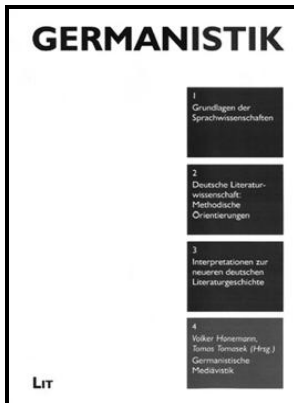 GERMANISTIK
1
Grundlagen der
Sprachwissenschaften
2
Deutsche Literatur-
wissenschaft:
Methodische
Orientierungen
3
Interpretationen zur
neueren deutschen
Literaturgeschichte
4
Volker Honemann,
Tomas Tomasek (Hrsg.)
Germanistische
Mediävistik
LIT